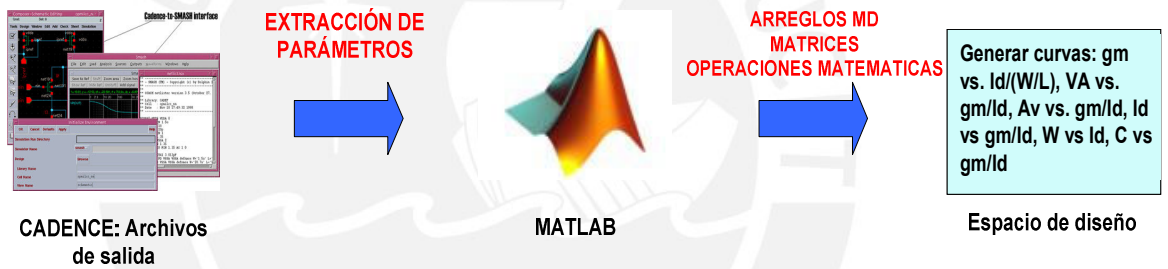 Cadence-to-SMASH interface
EXTRACCIÓN DE
PARÁMETROS
ARREGLOS MD
MATRICES
OPERACIONES MATEMATICAS
Generar curvas: gm
vs. Id/(W/L), VA vs.
gm/Id, Av vs. gm/Id, Id
vs gm/Id, W vs Id, C vs
gm/Id
CADENCE: Archivos
de salida
MATLAB
Espacio de diseño